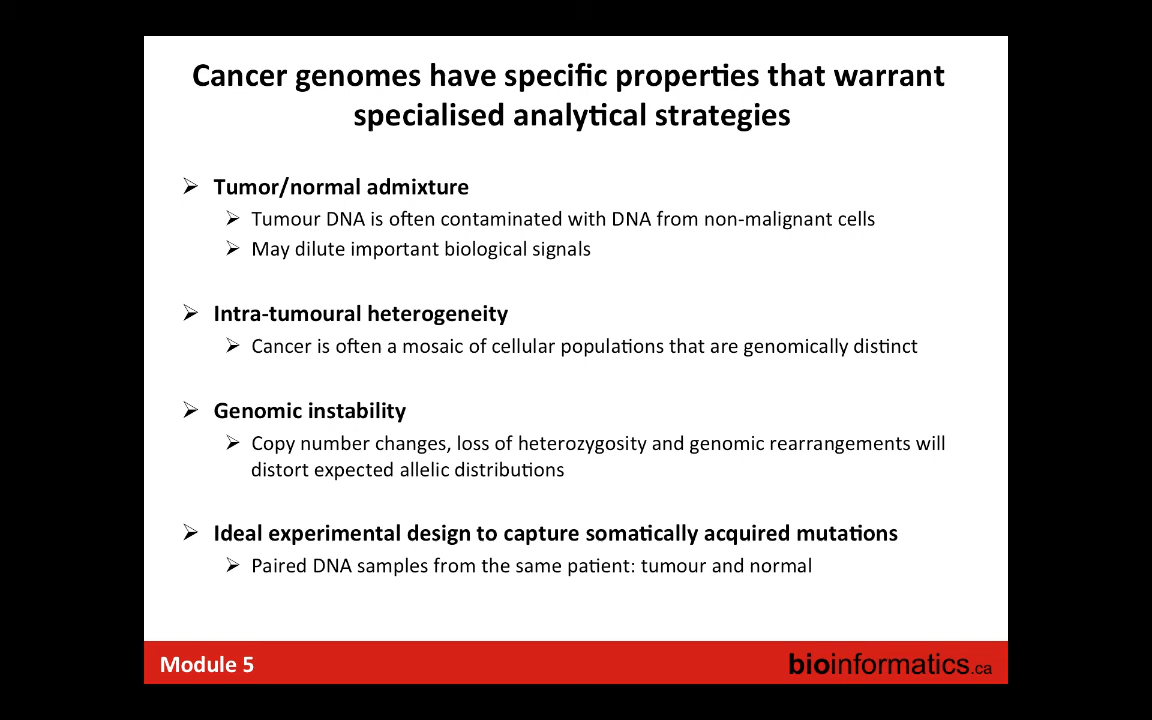 Cancer genomes have specific properties that warrant
specialised analytical strategies
➢ Tumor/normal admixture
➢ Tumour DNA is often contaminated with DNA from non-malignant cells
➢ May dilute important biological signals
➢ Intra-tumoural heterogeneity
➢ Cancer is often a mosaic of cellular populations that are genomically distinct
➢ Genomic instability
➢ Copy number changes, loss of heterozygosity and genomic rearrangements will
distort expected allelic distributions
➢ Ideal experimental design to capture somatically acquired mutations
➢ Paired DNA samples from the same patient: tumour and normal
Module 5
bioinformatics.ca